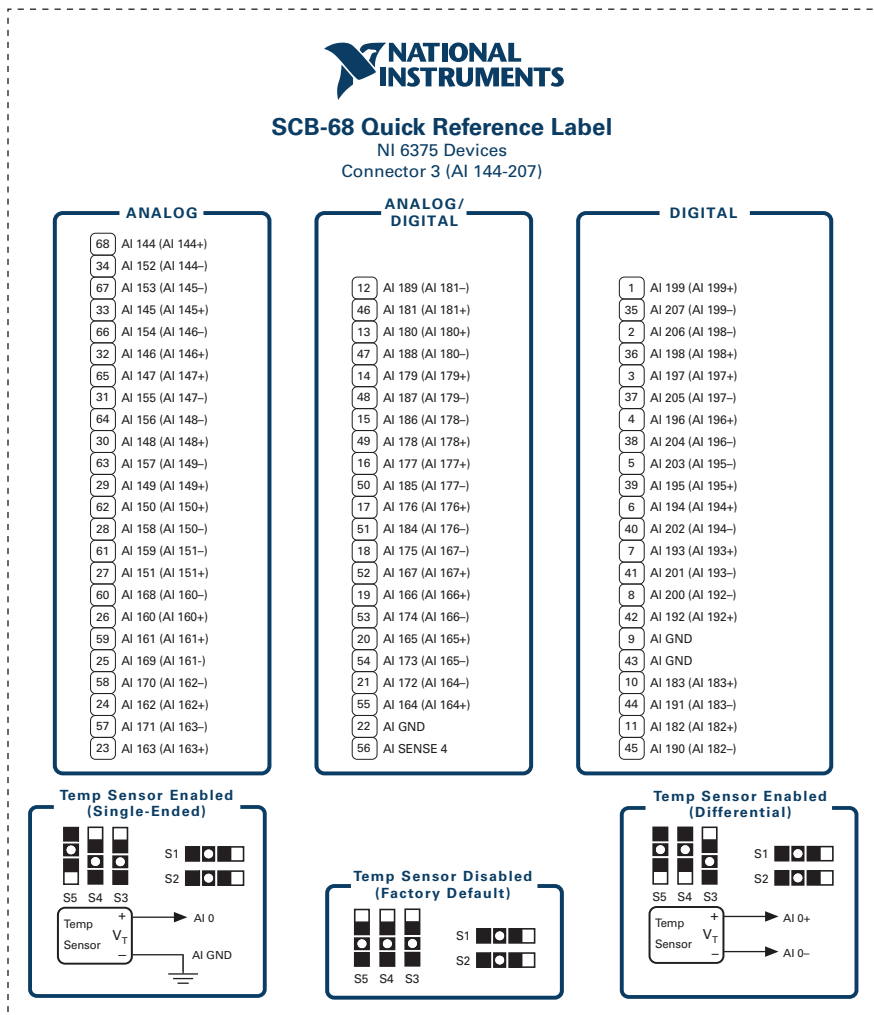 NATIONAL
INSTRUMENTS
SCB-68 Quick Reference Label
NI 6375 Devices
Connector 3 (AI 144-207)
ANALOG
68 AI 144 (AI 144+)
34 AI 152 (AI 144–)
67 AI 153 (AI 145–)
33 AI 145 (AI 145+)
66 AI 154 (AI 146–)
32 AI 146 (AI 146+)
65 AI 147 (AI 147+)
31 AI 155 (AI 147–)
64 AI 156 (AI 148–)
30 AI 148 (AI 148+)
63 AI 157 (AI 149–)
29 AI 149 (AI 149+)
62 AI 150 (AI 150+)
28 AI 158 (AI 150–)
61 AI 159 (AI 151–)
27 AI 151 (AI 151+)
60 AI 168 (AI 160–)
26 AI 160 (AI 160+)
59 AI 161 (AI 161+)
25 AI 169 (AI 161-)
58 AI 170 (AI 162–)
24 AI 162 (AI 162+)
57 AI 171 (AI 163–)
23 AI 163 (AI 163+)
ANALOG/
DIGITAL
12 AI 189 (AI 181–)
46 AI 181 (AI 181+)
13 AI 180 (AI 180+)
47 AI 188 (AI 180–)
14 AI 179 (AI 179+)
48 AI 187 (AI 179–)
15 AI 186 (AI 178–)
49 AI 178 (AI 178+)
16 AI 177 (AI 177+)
50 AI 185 (AI 177–)
17 AI 176 (AI 176+)
51 AI 184 (AI 176–)
18 AI 175 (AI 167–)
52 AI 167 (AI 167+)
19 AI 166 (AI 166+)
53 AI 174 (AI 166–)
20 AI 165 (AI 165+)
54 AI 173 (AI 165–)
21 AI 172 (AI 164–)
55 AI 164 (AI 164+)
22 AI GND
56 AI SENSE 4
DIGITAL
1 AI 199 (AI 199+)
35 AI 207 (AI 199–)
2 AI 206 (AI 198–)
36 AI 198 (AI 198+)
3 AI 197 (AI 197+)
37 AI 205 (AI 197–)
4 AI 196 (AI 196+)
38 AI 204 (AI 196–)
5 AI 203 (AI 195–)
39 AI 195 (AI 195+)
6 AI 194 (AI 194+)
40 AI 202 (AI 194–)
7 AI 193 (AI 193+)
41 AI 201 (AI 193–)
8 AI 200 (AI 192–)
42 AI 192 (AI 192+)
9 AI GND
43 AI GND
10 AI 183 (AI 183+)
44 AI 191 (AI 183–)
11 AI 182 (AI 182+)
45 AI 190 (AI 182–)
Temp Sensor Enabled
(Single-Ended)
S1
S2
S5 S4 S3
Temp
Sensor
+
VT
–
AI 0
AI GND
Temp Sensor Disabled
(Factory Default)
S1
S2
S5 S4 S3
Temp Sensor Enabled
(Differential)
S1
S2
S5 S4 S3
Temp
Sensor
+
VT
–
AI 0+
AI 0–